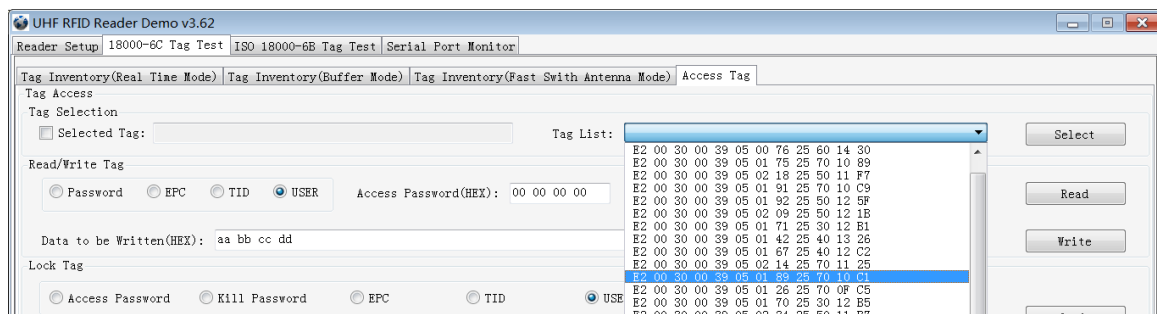 UHF RFID Reader Demo v3.62
Reader Setup 18000-6C Tag Test ISO 18000-6B Tag Test Serial Port Monitor
Tag Inventory(Real Time Mode) Tag Inventory(Buffer Mode) Tag Inventory(Fast Swith Antenna Mode) Access Tag
Tag Access
Tag Selection
Selected Tag: Tag List: Select
E2 00 30 00 39 05 00 76 25 60 14 30
Read/Write Tag
E2 00 30 00 39 05 01 75 25 70 10 89
E2 00 30 00 39 05 02 18 25 50 11 F7
Password EPC TID USER Access Password(HEX): 00 00 00 00 Read
E2 00 30 00 39 05 01 91 25 70 10 C9
E2 00 30 00 39 05 01 92 25 50 12 5F
E2 00 30 00 39 05 02 09 25 50 12 1B
E2 00 30 00 39 05 01 71 25 30 12 B1
Data to be Written(HEX): aa bb cc dd Write
E2 00 30 00 39 05 01 42 25 40 13 26
E2 00 30 00 39 05 01 67 25 40 12 C2
Lock Tag
E2 00 30 00 39 05 02 14 25 70 11 25
E2 00 30 00 39 05 01 89 25 70 10 C1
E2 00 30 00 39 05 01 26 25 70 0F C5
Access Password Kill Password EPC TID USE
E2 00 30 00 39 05 01 70 25 30 12 B5